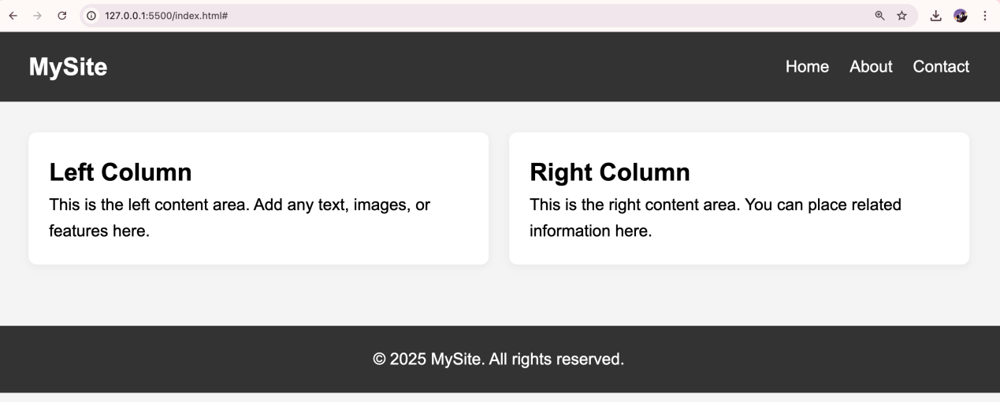 127.0.0.1:5500/index.html#
MySite
Home About Contact
Left Column
This is the left content area. Add any text, images, or
features here.
Right Column
This is the right content area. You can place related
information here.
© 2025 MySite. All rights reserved.